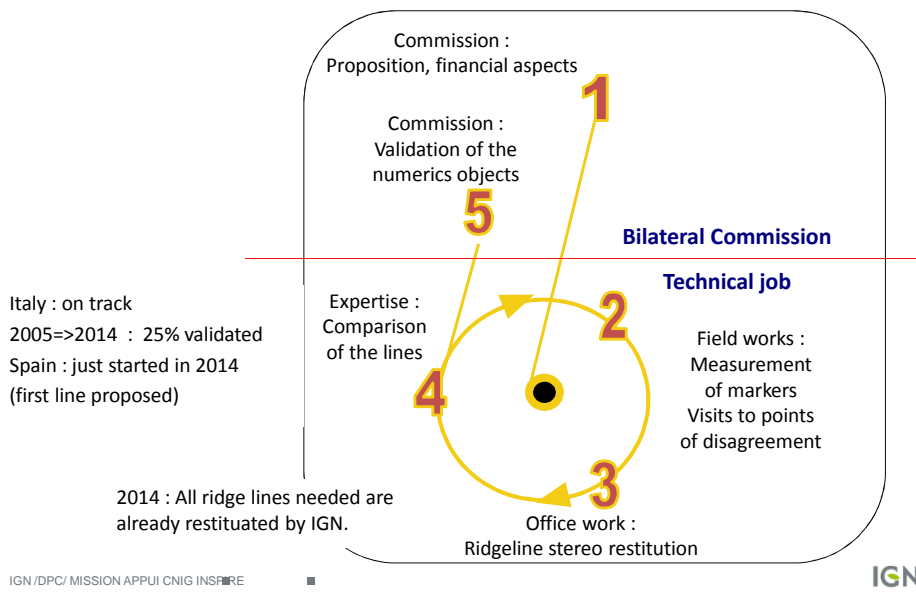 Commission :
Proposition, financial aspects
1
Commission :
Validation of the
numerics objects
5
Bilateral Commission
Technical job
Italy : on track
2005=>2014 : 25% validated
Spain : just started in 2014
(first line proposed)
Expertise :
Comparison
of the lines
4
2
Field works :
Measurement
of markers
Visits to points
of disagreement
3
2014 : All ridge lines needed are
already restituated by IGN.
Office work :
Ridgeline stereo restitution
IGN /DPC/ MISSION APPUI CNIG INSPIRE
IGN